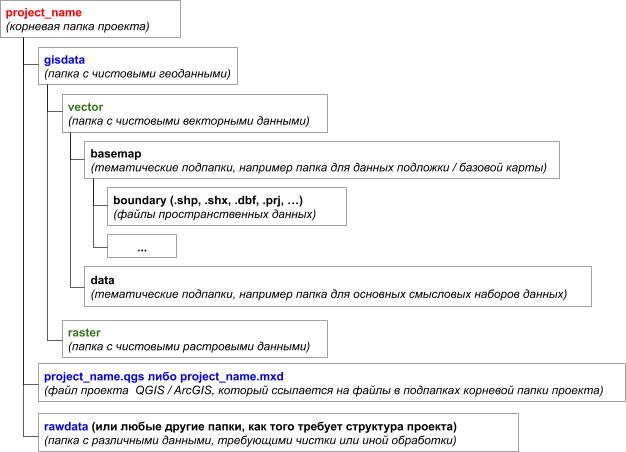 project_name
(корневая папка проекта)
gisdata
(папка с чистовыми геоданными)
vector
(папка с чистовыми векторными данными)
basemap
(тематические подпапки, например папка для данных подложки / базовой карты)
boundary (.shp, .shx, .dbf, .prj, …)
(файлы пространственных данных)
...
data
(тематические подпапки, например папка для основных смысловых наборов данных)
raster
(папка с чистовыми растровыми данными)
project_name.qgs либо project_name.mxd
(файл проекта QGIS / ArcGIS, который ссылается на файлы в подпапках корневой папки проекта)
rawdata (или любые другие папки, как того требует структура проекта)
(папка с различными данными, требующими чистки или иной обработки)